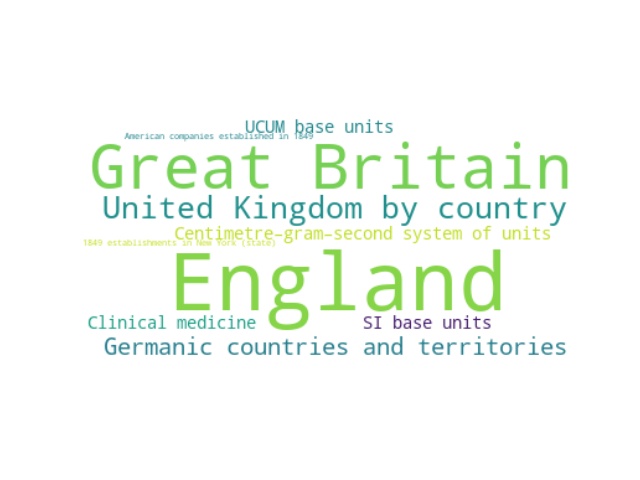 UCUM base units
American companies established in 1849
Great Britain
United Kingdom by country
Centimetre–gram–second system of units
1849 establishments in New York (state)
England
Clinical medicine
SI base units
Germanic countries and territories